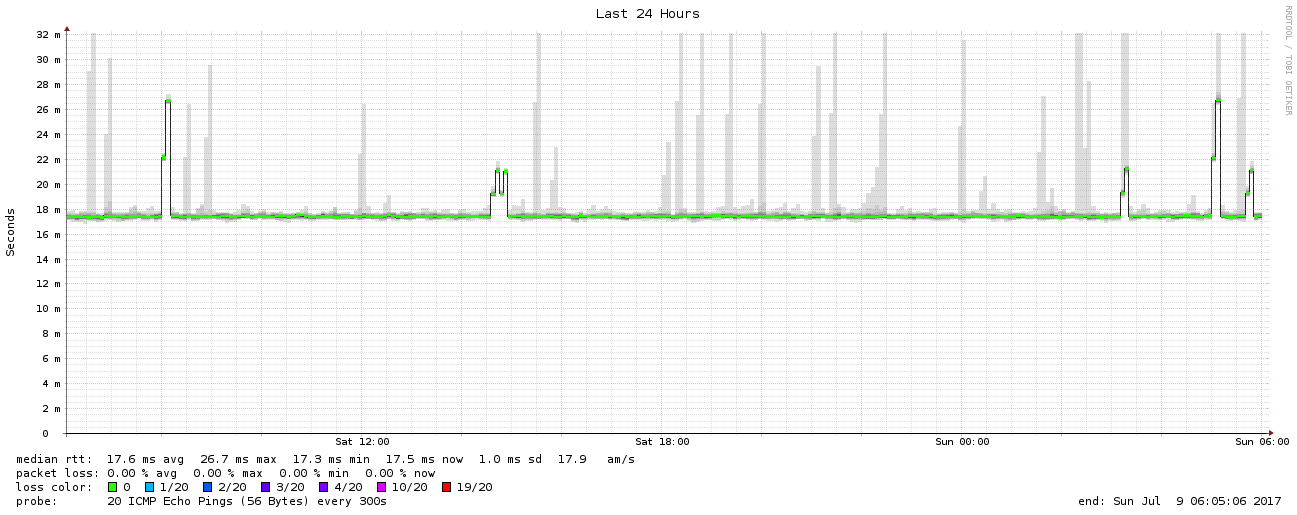 Last 24 Hours
RRDTOOL / TOBI OETIKER
Seconds
32 m
30 m
28 m
26 m
24 m
22 m
20 m
18 m
16 m
14 m
12 m
10 m
8 m
6 m
4 m
2 m
0
Sat 12:00 Sat 18:00 Sun 00:00 Sun 06:00
median rtt: 17.6 ms avg 26.7 ms max 17.3 ms min 17.5 ms now 1.0 ms sd 17.9 am/s
packet loss: 0.00 % avg 0.00 % max 0.00 % min 0.00 % now
loss color: 0 1/20 2/20 3/20 4/20 10/20 19/20
probe: 20 ICMP Echo Pings (56 Bytes) every 300s end: Sun Jul 9 06:05:06 2017